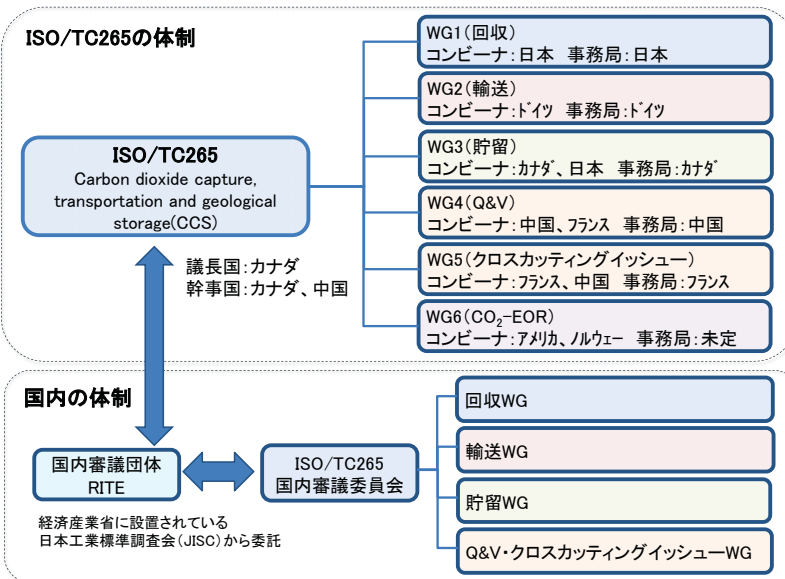 ISO/TC265の体制
WG1(回収)
コンビーナ:日本 事務局:日本
WG2(輸送)
コンビーナ:ドイツ 事務局:ドイツ
WG3(貯留)
コンビーナ:カナダ、日本 事務局:カナダ
WG4(Q&V)
コンビーナ:中国、フランス 事務局:中国
WG5(クロスカッティングイッシュー)
コンビーナ:フランス、中国 事務局:フランス
WG6(CO₂-EOR)
コンビーナ:アメリカ、ノルウェー 事務局:未定
ISO/TC265
Carbon dioxide capture,
transportation and geological
storage(CCS)
議長国:カナダ
幹事国:カナダ、中国
国内の体制
国内審議団体
RITE
経済産業省に設置されている
日本工業標準調査会(JISC)から委託
ISO/TC265
国内審議委員会
回収WG
輸送WG
貯留WG
Q&V・クロスカッティングイッシューWG